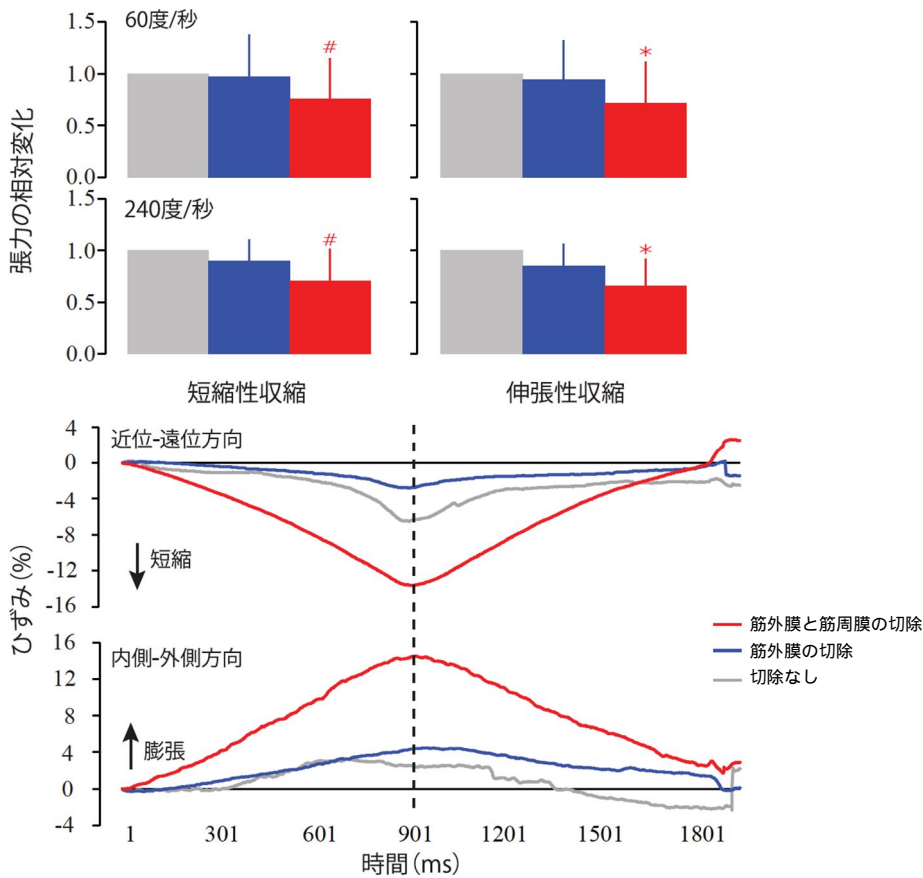 張力の相対変化
60度/秒
1.5
1.0
0.5
0.0
#
*
240度/秒
1.5
1.0
0.5
0.0
#
*
短縮性収縮
伸張性収縮
ひずみ(%)
近位-遠位方向
4
0
-4
-8
-12
-16
短縮
内側-外側方向
16
12
8
4
0
-4
膨張
筋外膜と筋周膜の切除
筋外膜の切除
切除なし
1 301 601 901 1201 1501 1801
時間(ms)